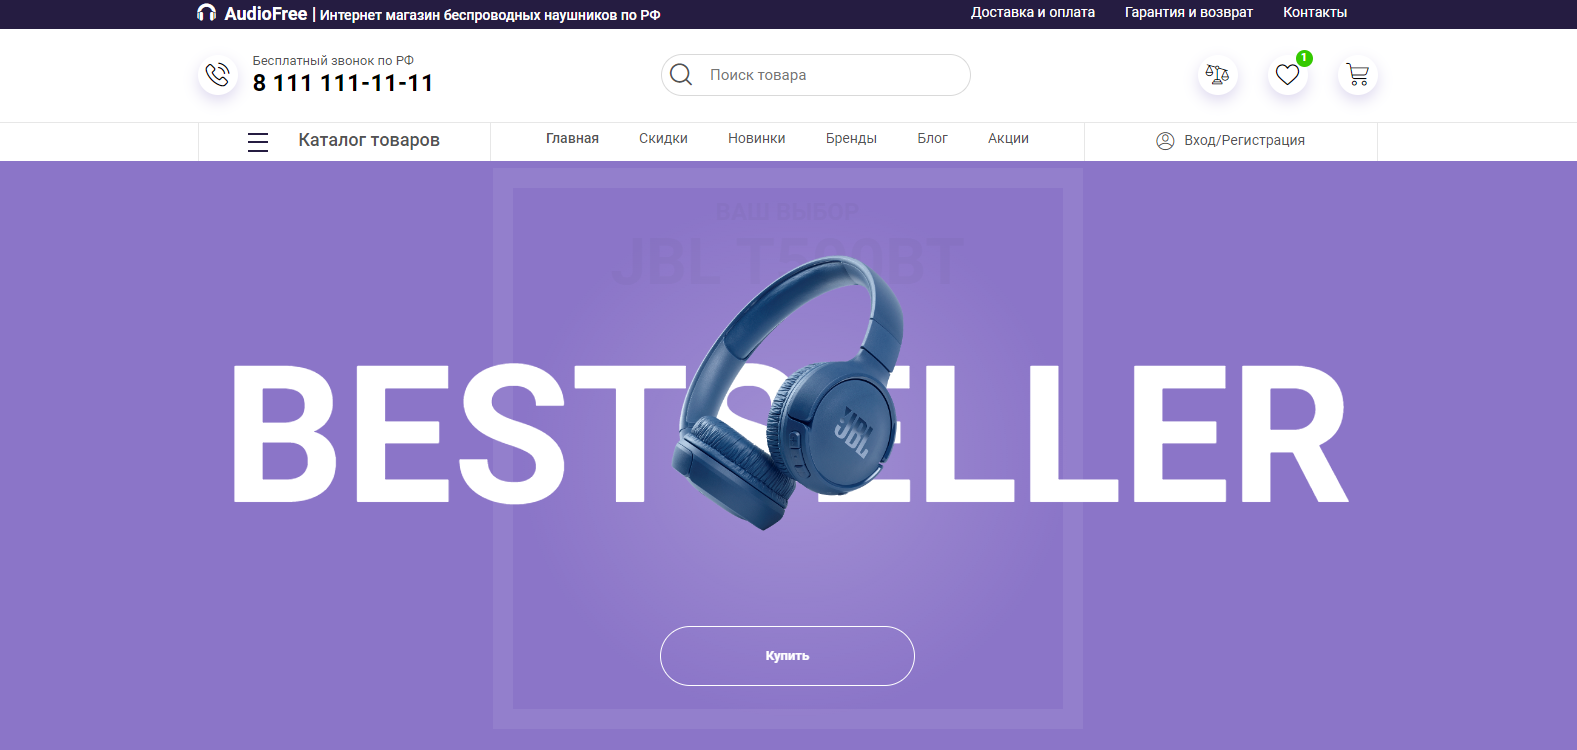 AudioFree | Интернет магазин беспроводных наушников по РФ
Доставка и оплата
Гарантия и возврат
Контакты
Бесплатный звонок по РФ
8 111 111-11-11
Поиск товара
1
Каталог товаров
Главная
Скидки
Новинки
Бренды
Блог
Акции
Вход/Регистрация
ВАШ ВЫБОР
JBL
BESTSELLER
JBL
Купить